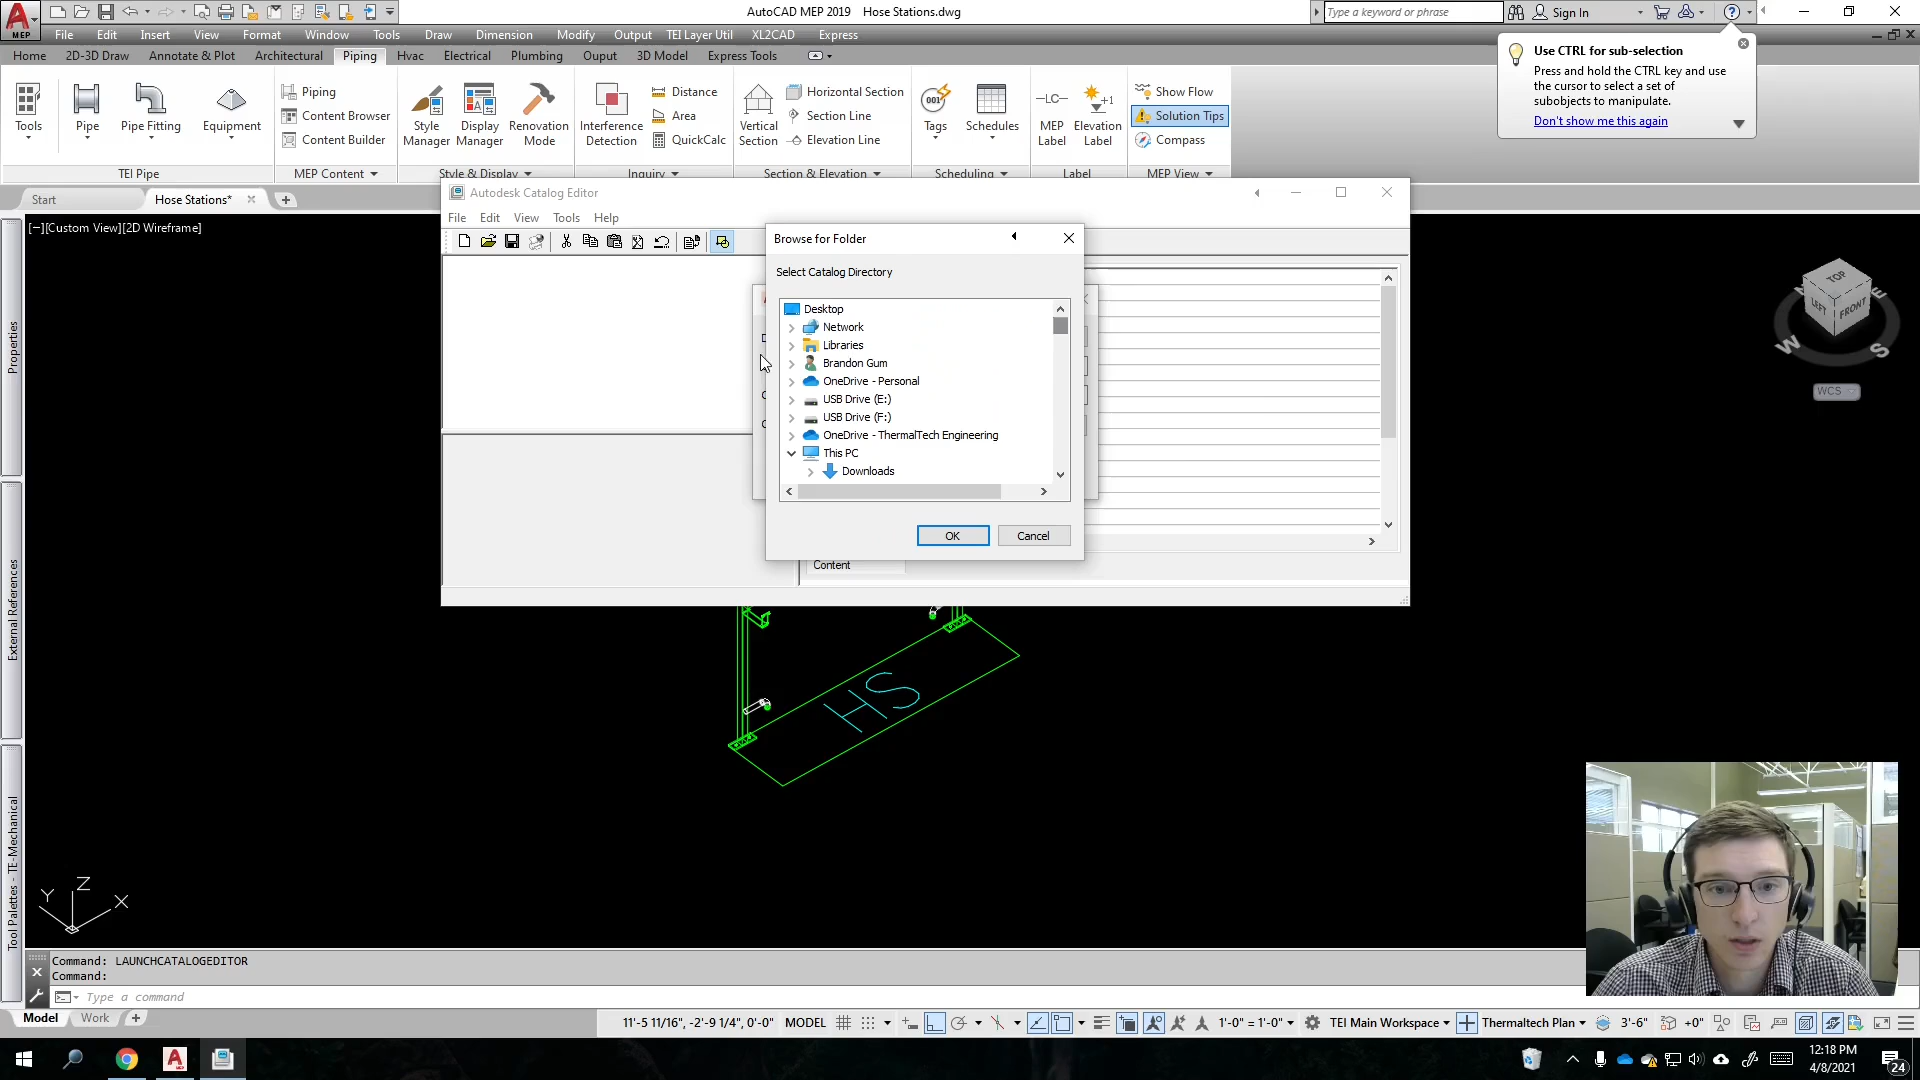 AutoCAD MEP 2019   Hose Stations.dwg
Type a keyword or phrase
Sign In
MEP
File Edit Insert View Format Window Tools Draw Dimension Modify Output TEI Layer Util XL2CAD Express
Home 2D-3D Draw Annotate & Plot Architectural Piping Hvac Electrical Plumbing Ouput 3D Model Express Tools
Tools
Pipe
Pipe Fitting
Equipment
Piping
Content Browser
Content Builder
Style Manager
Display Manager
Renovation Mode
Interference Detection
Distance
Area
QuickCalc
Vertical Section
Horizontal Section
Section Line
Elevation Line
001
Tags
Schedules
-LC-
MEP Label
+1
Elevation Label
Show Flow
Solution Tips
Compass
TEI Pipe
MEP Content
Style & Display
Inquiry
Section & Elevation
Scheduling
Label
MEP View
Use CTRL for sub-selection
Press and hold the CTRL key and use
the cursor to select a set of
subobjects to manipulate.
Don't show me this again
Start
Hose Stations*
[−][Custom View][2D Wireframe]
Autodesk Catalog Editor
File Edit View Tools Help
Browse for Folder
Select Catalog Directory
Desktop
Network
Libraries
Brandon Gum
OneDrive - Personal
USB Drive (E:)
USB Drive (F:)
OneDrive - ThermalTech Engineering
This PC
Downloads
OK
Cancel
Content
Properties
External References
Tool Palettes - TE-Mechanical
TOP
LEFT
FRONT
W
S
E
WCS
HS
Z
Y
X
Command: LAUNCHCATALOGEDITOR
Command:
Type a command
Model
Work
11'-5 11/16", -2'-9 1/4", 0'-0"
MODEL
1'-0" = 1'-0"
TEI Main Workspace
Thermaltech Plan
3'-6"
+0"
12:18 PM
4/8/2021
24